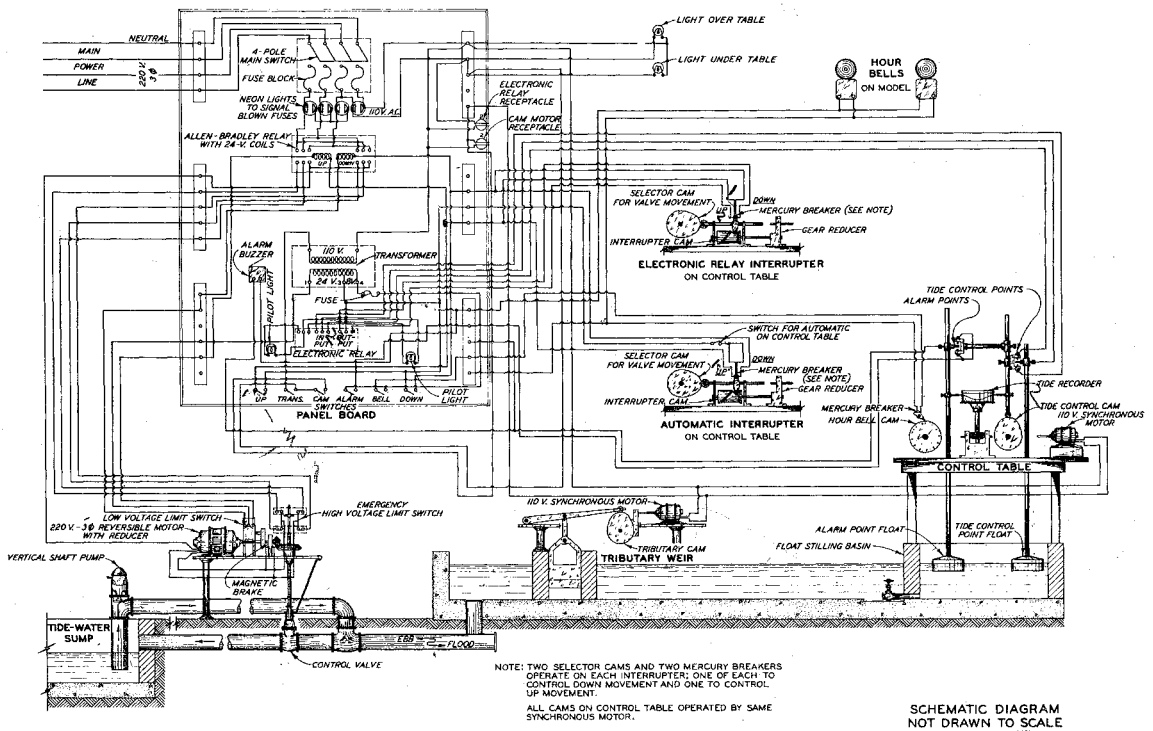 NEUTRAL
MAIN
POWER
LINE
220 V.
3 Ø
4-POLE
MAIN SWITCH
FUSE BLOCK
NEON LIGHTS
TO SIGNAL
BLOWN FUSES
110 V. AC.
ALLEN-BRADLEY RELAY
WITH 24-V. COILS
UP
DOWN
ELECTRONIC
RELAY
RECEPTACLE
CAM MOTOR
RECEPTACLE
LIGHT OVER TABLE
LIGHT UNDER TABLE
HOUR
BELLS
ON MODEL
ALARM
BUZZER
PILOT LIGHT
110 V.
TRANSFORMER
24 V.
FUSE
IN-
PUT
OUT-
PUT
ELECTRONIC RELAY
PILOT
LIGHT
UP
TRANS.
CAM
ALARM
BELL
DOWN
SWITCHES
PANEL BOARD
SELECTOR CAM
FOR VALVE MOVEMENT
UP
DOWN
MERCURY BREAKER (SEE NOTE)
GEAR REDUCER
INTERRUPTER CAM
ELECTRONIC RELAY INTERRUPTER
ON CONTROL TABLE
SWITCH FOR AUTOMATIC
ON CONTROL TABLE
SELECTOR CAM
FOR VALVE MOVEMENT
UP
DOWN
MERCURY BREAKER
(SEE NOTE)
GEAR REDUCER
INTERRUPTER CAM
AUTOMATIC INTERRUPTER
ON CONTROL TABLE
TIDE CONTROL POINTS
ALARM POINTS
TIDE RECORDER
MERCURY BREAKER
HOUR BELL CAM
TIDE CONTROL CAM
110 V. SYNCHRONOUS
MOTOR
CONTROL TABLE
LOW VOLTAGE LIMIT SWITCH
220 V.-3Ø REVERSIBLE MOTOR
WITH REDUCER
EMERGENCY
HIGH VOLTAGE LIMIT SWITCH
VERTICAL SHAFT PUMP
MAGNETIC
BRAKE
110 V. SYNCHRONOUS MOTOR
TRIBUTARY CAM
TRIBUTARY WEIR
ALARM POINT FLOAT
FLOAT STILLING BASIN
TIDE CONTROL
POINT FLOAT
TIDE-WATER
SUMP
EBB
FLOOD
CONTROL VALVE
NOTE: TWO SELECTOR CAMS AND TWO MERCURY BREAKERS
OPERATE ON EACH INTERRUPTER; ONE OF EACH TO
CONTROL DOWN MOVEMENT AND ONE TO CONTROL
UP MOVEMENT.
ALL CAMS ON CONTROL TABLE OPERATED BY SAME
SYNCHRONOUS MOTOR.
SCHEMATIC DIAGRAM
NOT DRAWN TO SCALE